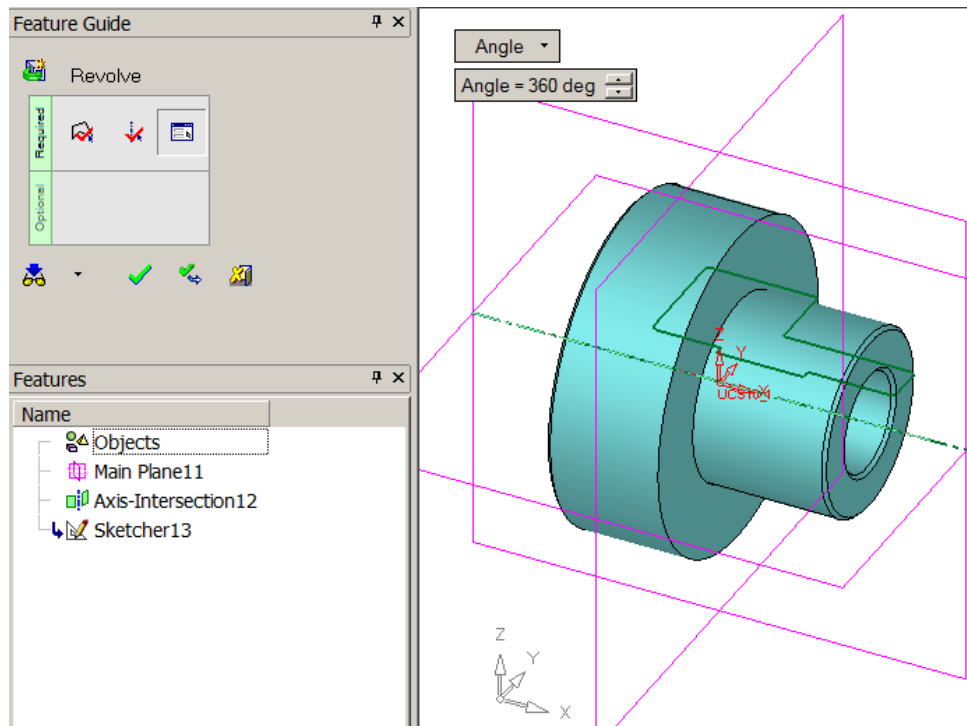 Feature Guide
Revolve
Required
Optional
Features
Name
Objects
Main Plane11
Axis-Intersection12
Sketcher13
Angle
Angle = 360 deg
Z
Y
X
Z
Y
X